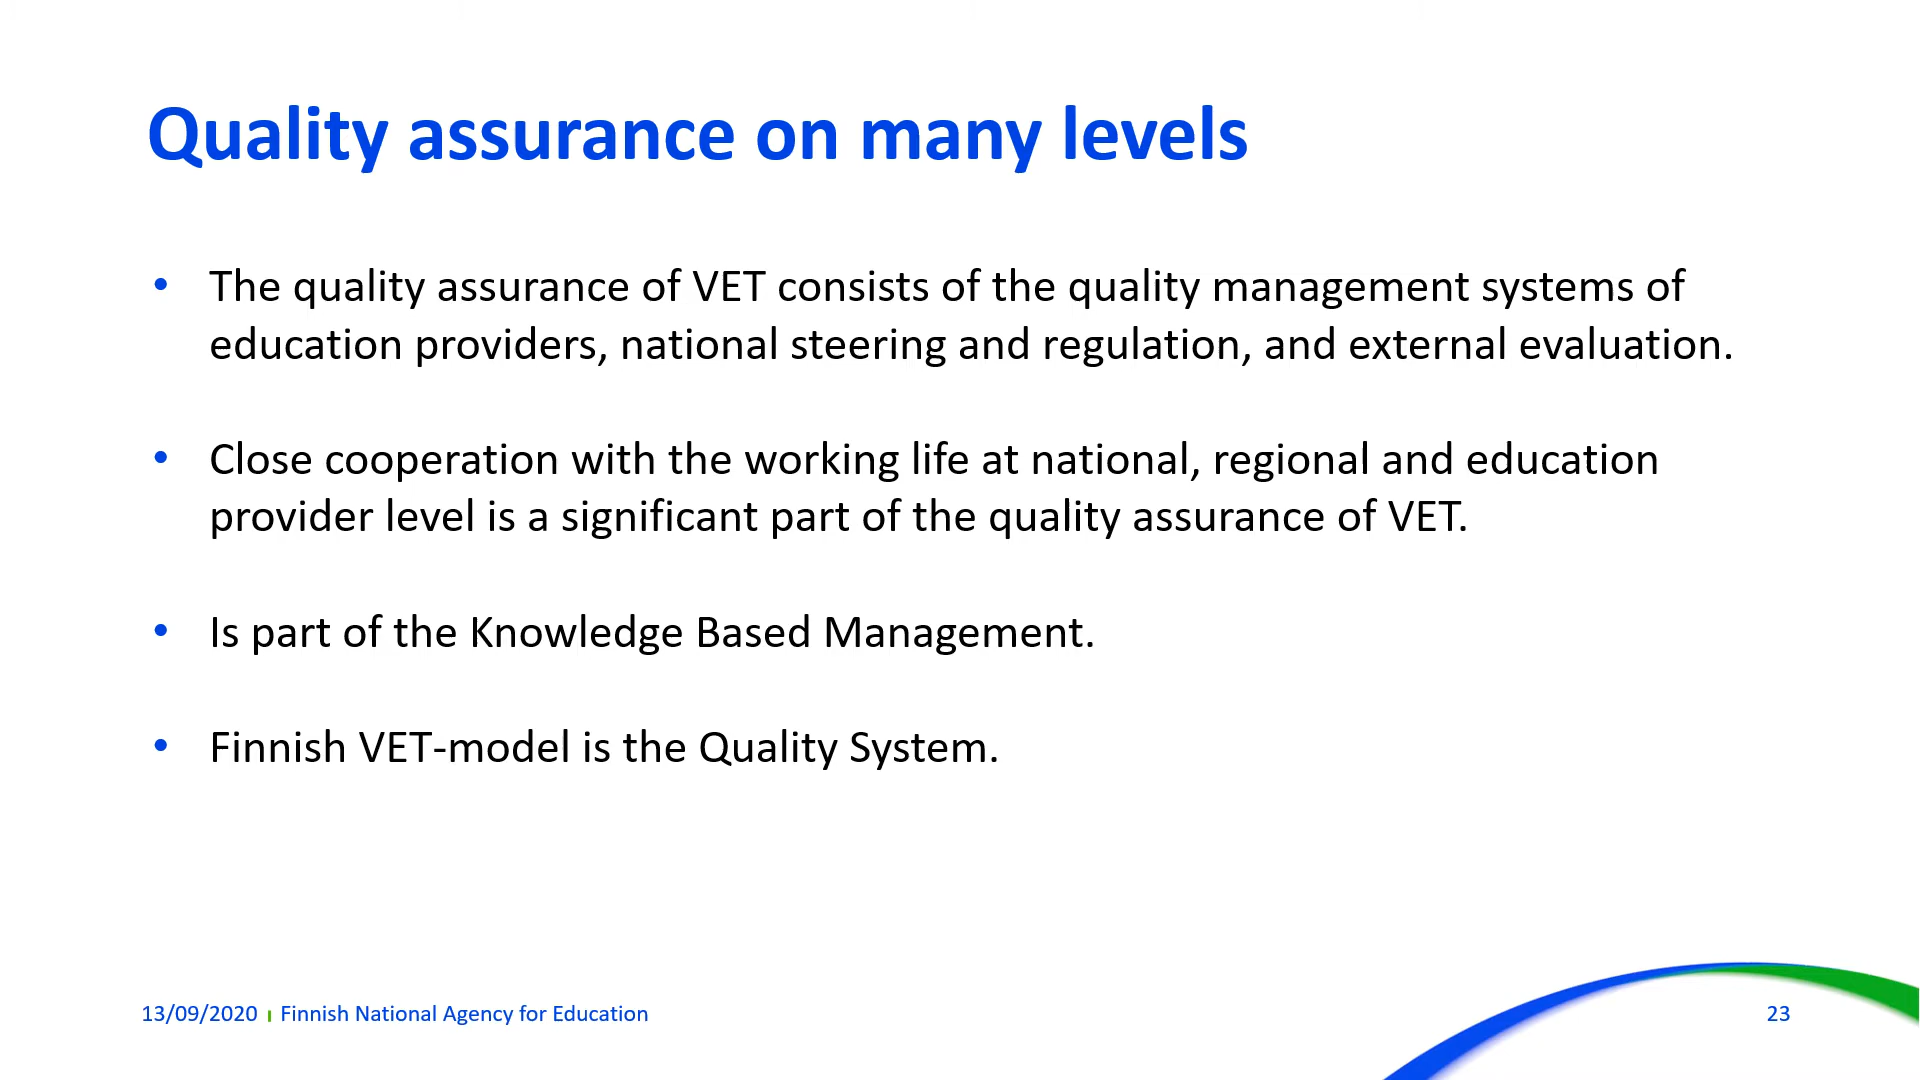 Quality assurance on many levels
• The quality assurance of VET consists of the quality management systems of
education providers, national steering and regulation, and external evaluation.
• Close cooperation with the working life at national, regional and education
provider level is a significant part of the quality assurance of VET.
• Is part of the Knowledge Based Management.
• Finnish VET-model is the Quality System.
13/09/2020 ı Finnish National Agency for Education
23